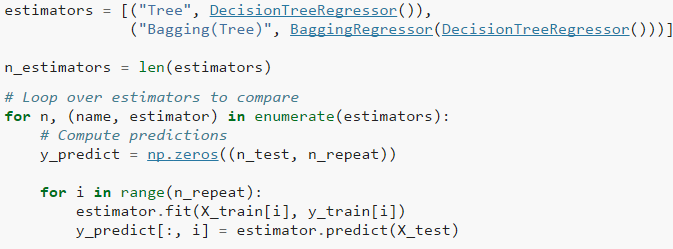 estimators = [("Tree", DecisionTreeRegressor()),
              ("Bagging(Tree)", BaggingRegressor(DecisionTreeRegressor()))]
n_estimators = len(estimators)
# Loop over estimators to compare
for n, (name, estimator) in enumerate(estimators):
    # Compute predictions
    y_predict = np.zeros((n_test, n_repeat))
    for i in range(n_repeat):
        estimator.fit(X_train[i], y_train[i])
        y_predict[:, i] = estimator.predict(X_test)